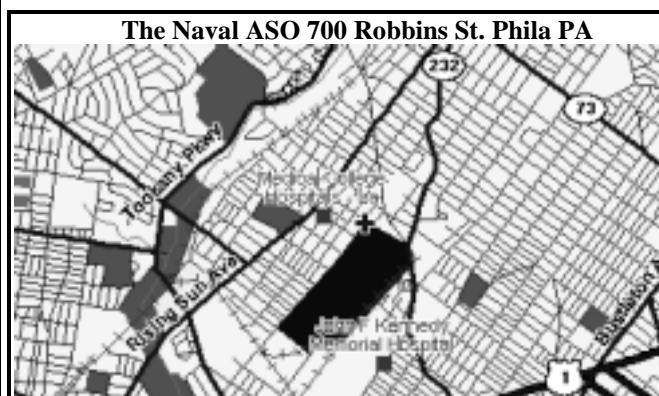 The Naval ASO 700 Robbins St. Phila PA
232
73
Tookany Pkwy
Medical College
Rising Sun Ave
John F Kennedy
Memorial Hospital
1